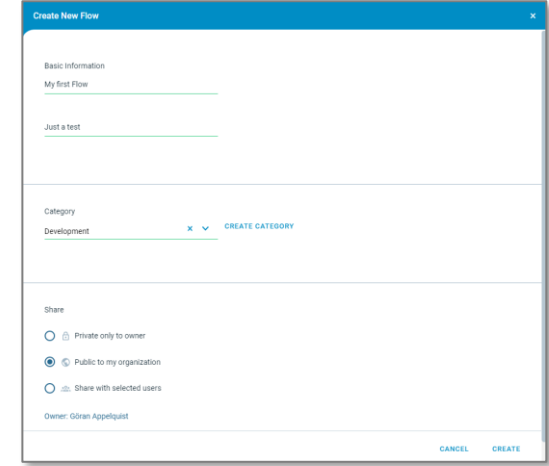 Create New Flow
Basic Information
My first Flow
Just a test
Category
Development
CREATE CATEGORY
Share
Private only to owner
Public to my organization
Share with selected users
Owner: Göran Appelquist
CANCEL CREATE